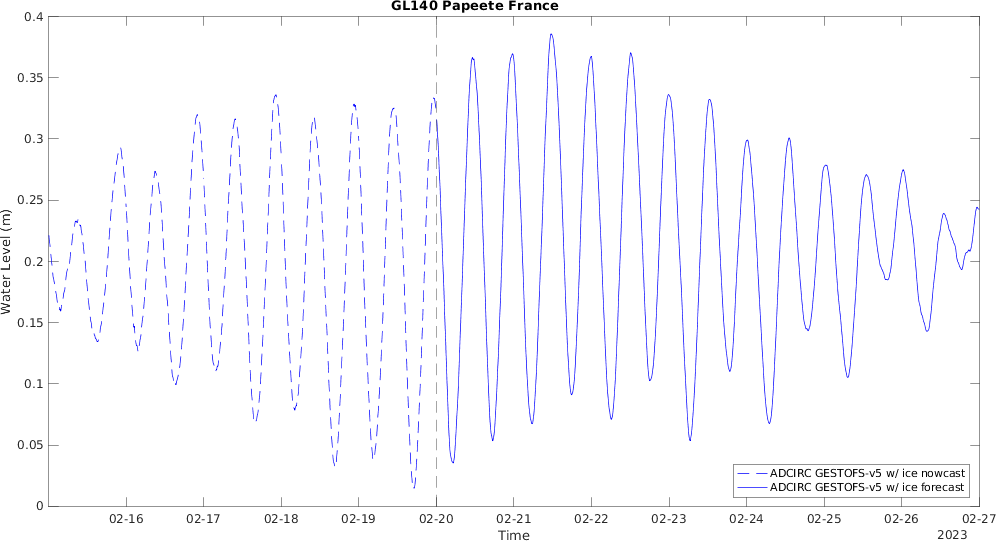 GL140 Papeete France
0.4
0.35
0.3
0.25
0.2
0.15
0.1
0.05
0
Water Level (m)
ADCIRC GESTOFS-v5 w/ ice nowcast
ADCIRC GESTOFS-v5 w/ ice forecast
02-16 02-17 02-18 02-19 02-20 02-21 02-22 02-23 02-24 02-25 02-26 02-27
Time
2023